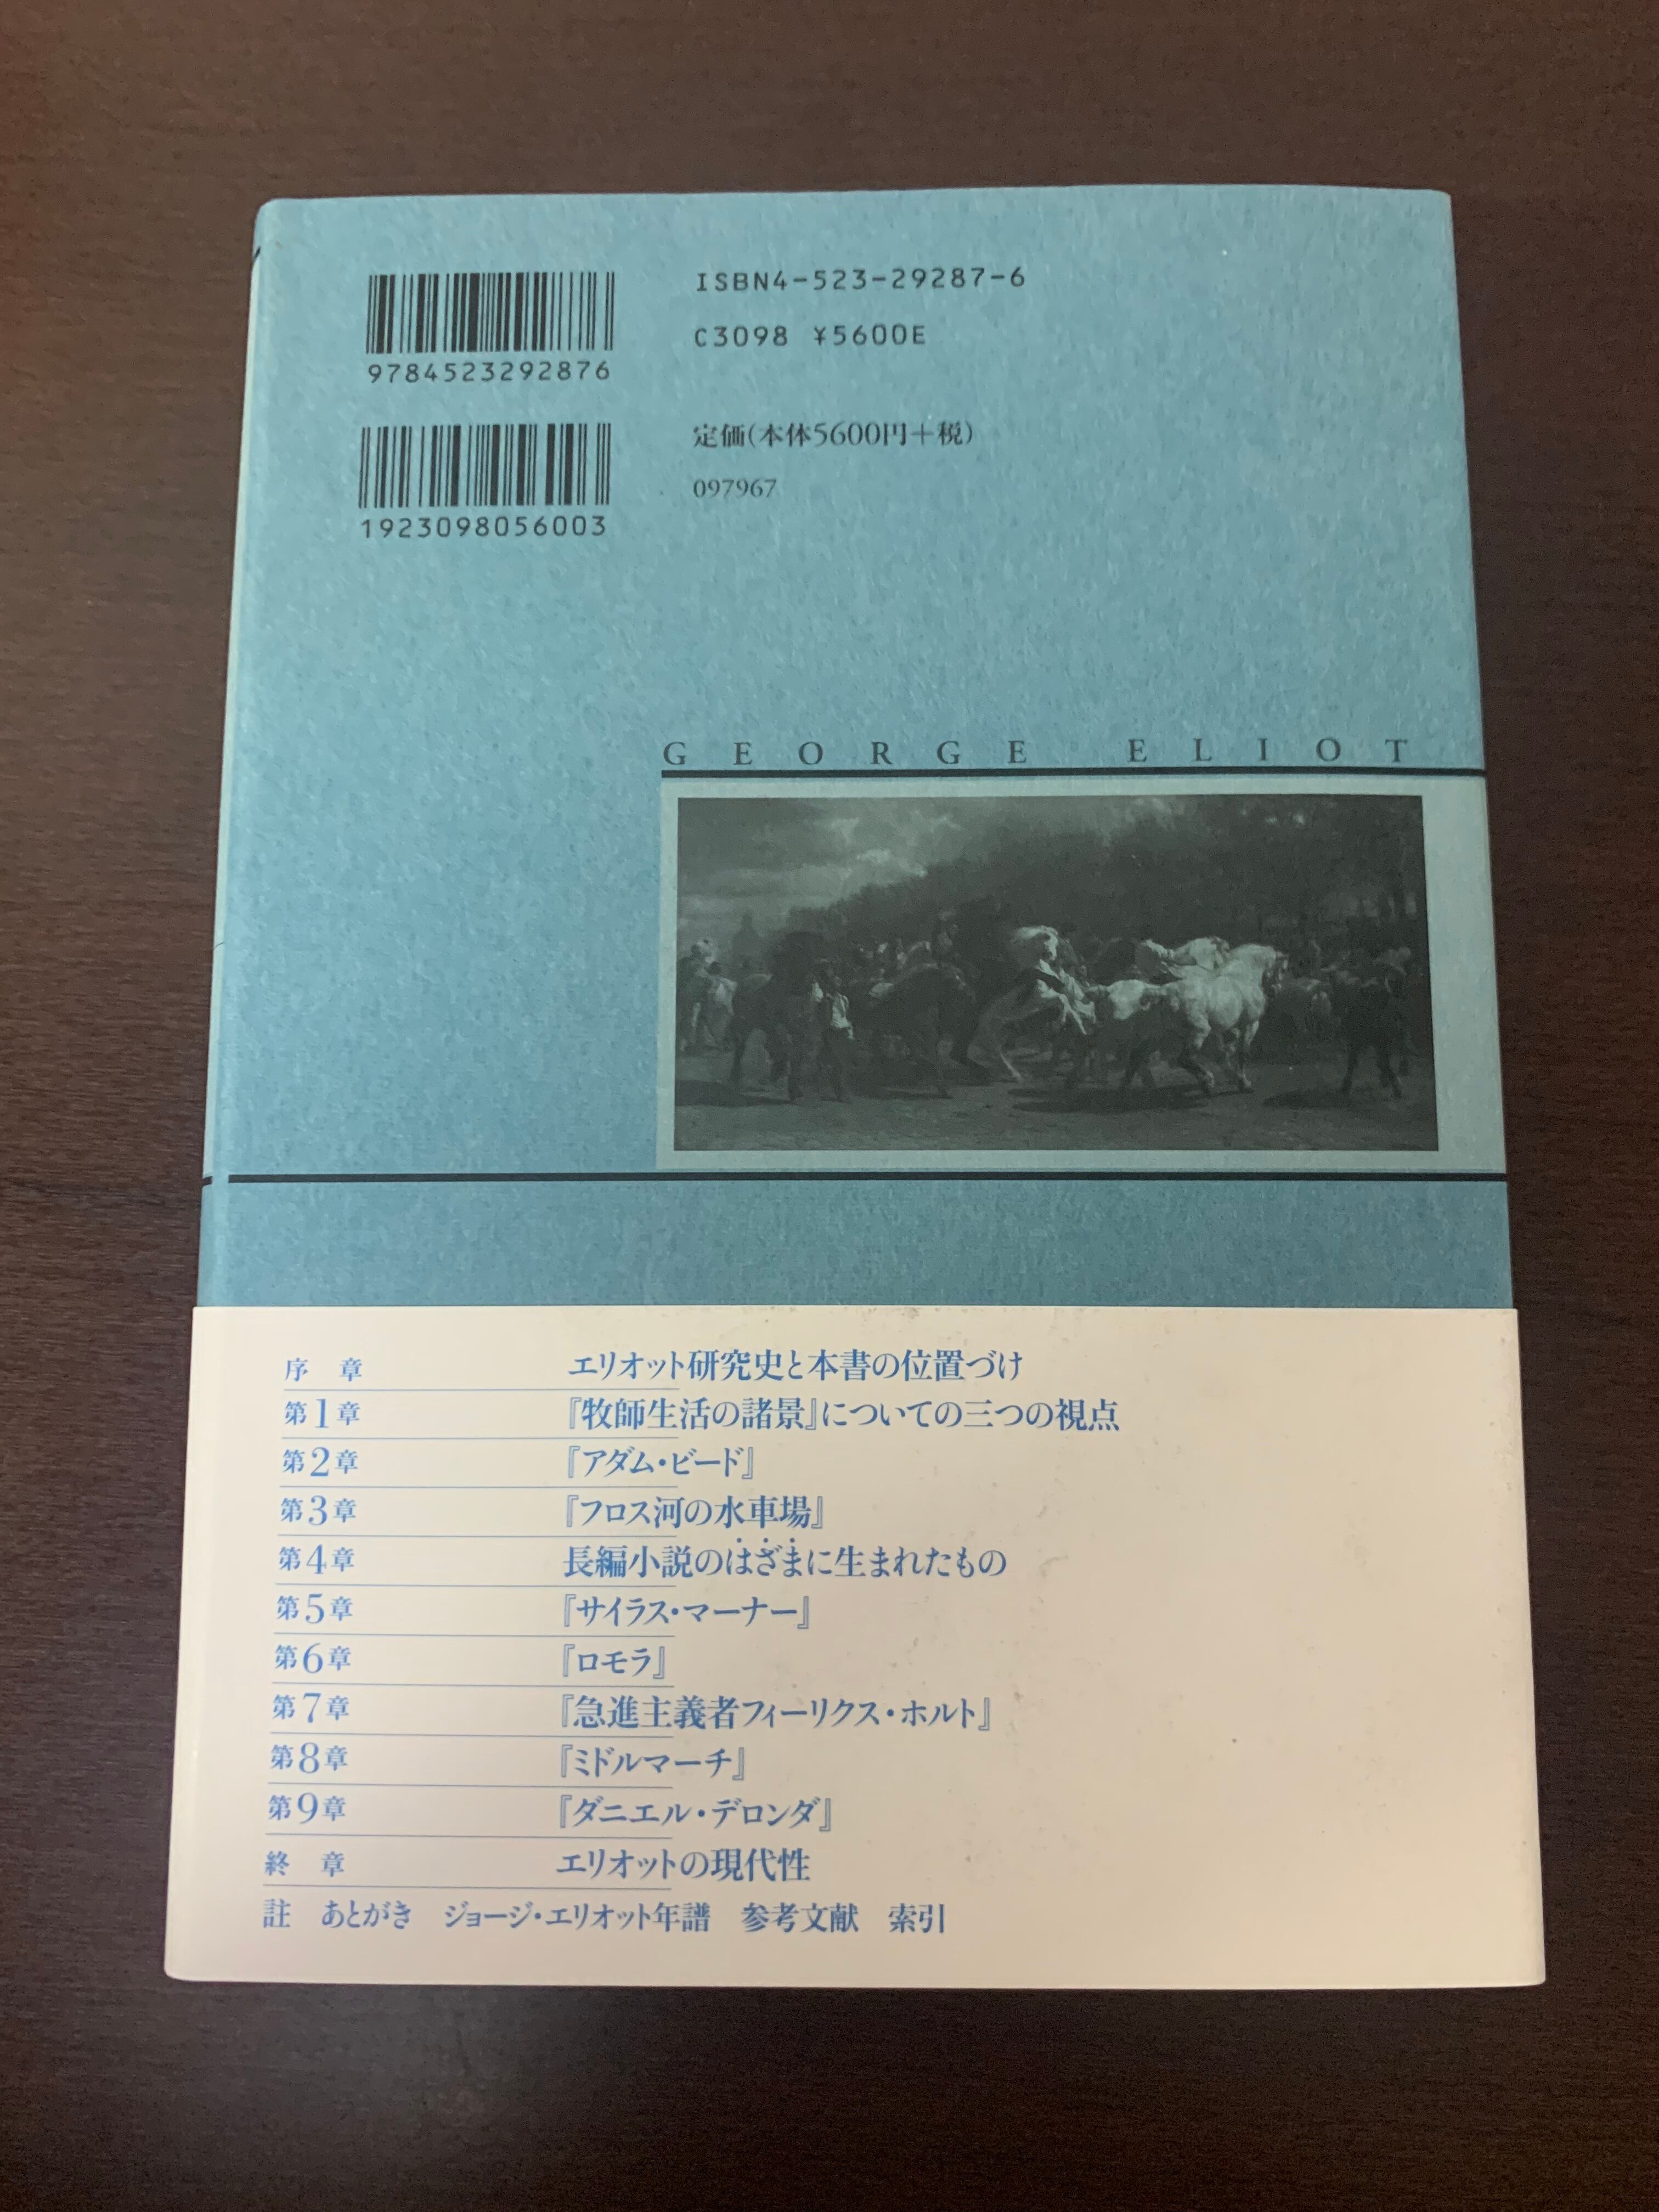 ISBN4-523-29287-6
C3098 ¥5600E
9784523292876
定価(本体5600円+税)
097967
1923098056003
GEORGE ELIOT
序 章 エリオット研究史と本書の位置づけ
第1章 『牧師生活の諸景』についての三つの視点
第2章 『アダム・ビード』
第3章 『フロス河の水車場』
第4章 長編小説のはざまに生まれたもの
第5章 『サイラス・マーナー』
第6章 『ロモラ』
第7章 『急進主義者フィーリクス・ホルト』
第8章 『ミドルマーチ』
第9章 『ダニエル・デロンダ』
終 章 エリオットの現代性
註 あとがき ジョージ・エリオット年譜 参考文献 索引